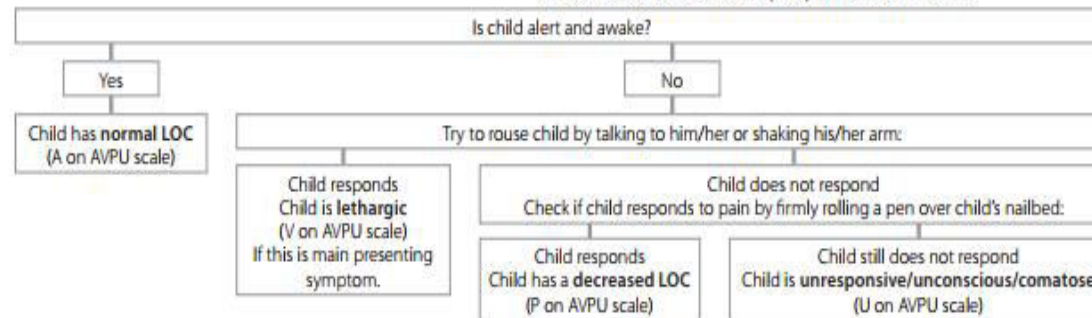 Is child alert and awake?
Yes
No
Child has normal LOC
(A on AVPU scale)
Try to rouse child by talking to him/her or shaking his/her arm:
Child responds
Child is lethargic
(V on AVPU scale)
If this is main presenting
symptom.
Child does not respond
Check if child responds to pain by firmly rolling a pen over child's nailbed:
Child responds
Child has a decreased LOC
(P on AVPU scale)
Child still does not respond
Child is unresponsive/unconscious/comatose
(U on AVPU scale)